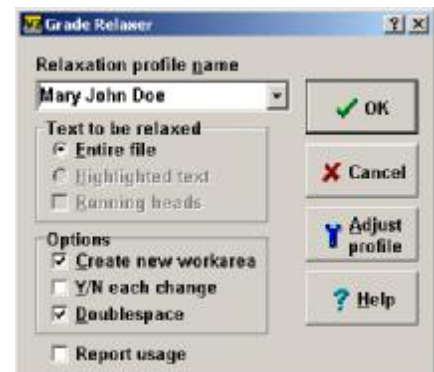 Grade Relaxer
Relaxation profile name
Mary John Doe
OK
Text to be relaxed
Entire file
Highlighted text
Running heads
Cancel
Options
Create new workarea
Y/N each change
Doublespace
Adjust
profile
? Help
Report usage